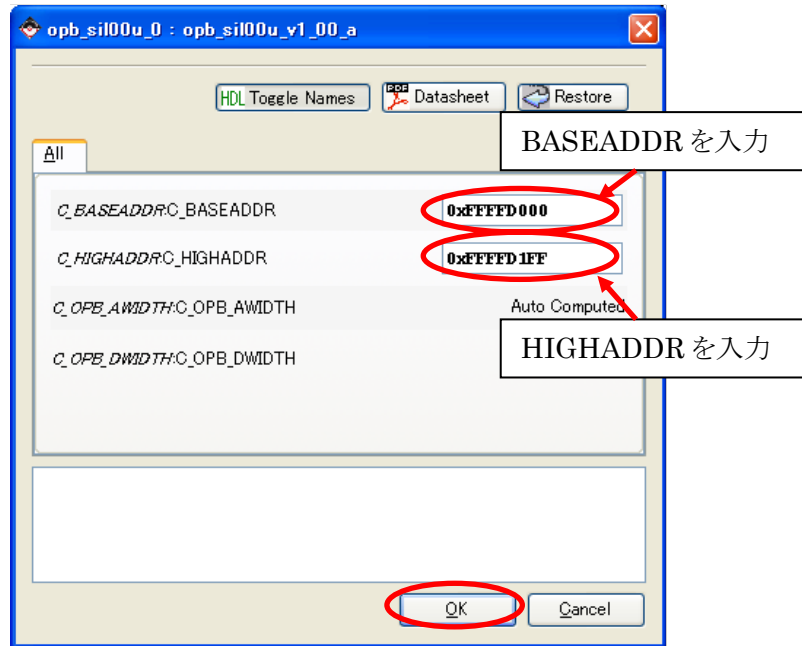 opb_sil00u_0 : opb_sil00u_v1_00_a
HDL Toggle Names
PDF Datasheet
Restore
BASEADDRを入力
All
C_BASEADDR:C_BASEADDR 0xFFFFD000
C_HIGHADDR:C_HIGHADDR 0xFFFFD1FF
C_OPB_AWIDTH:C_OPB_AWIDTH Auto Computed
HIGHADDRを入力
C_OPB_DWIDTH:C_OPB_DWIDTH
OK
Cancel